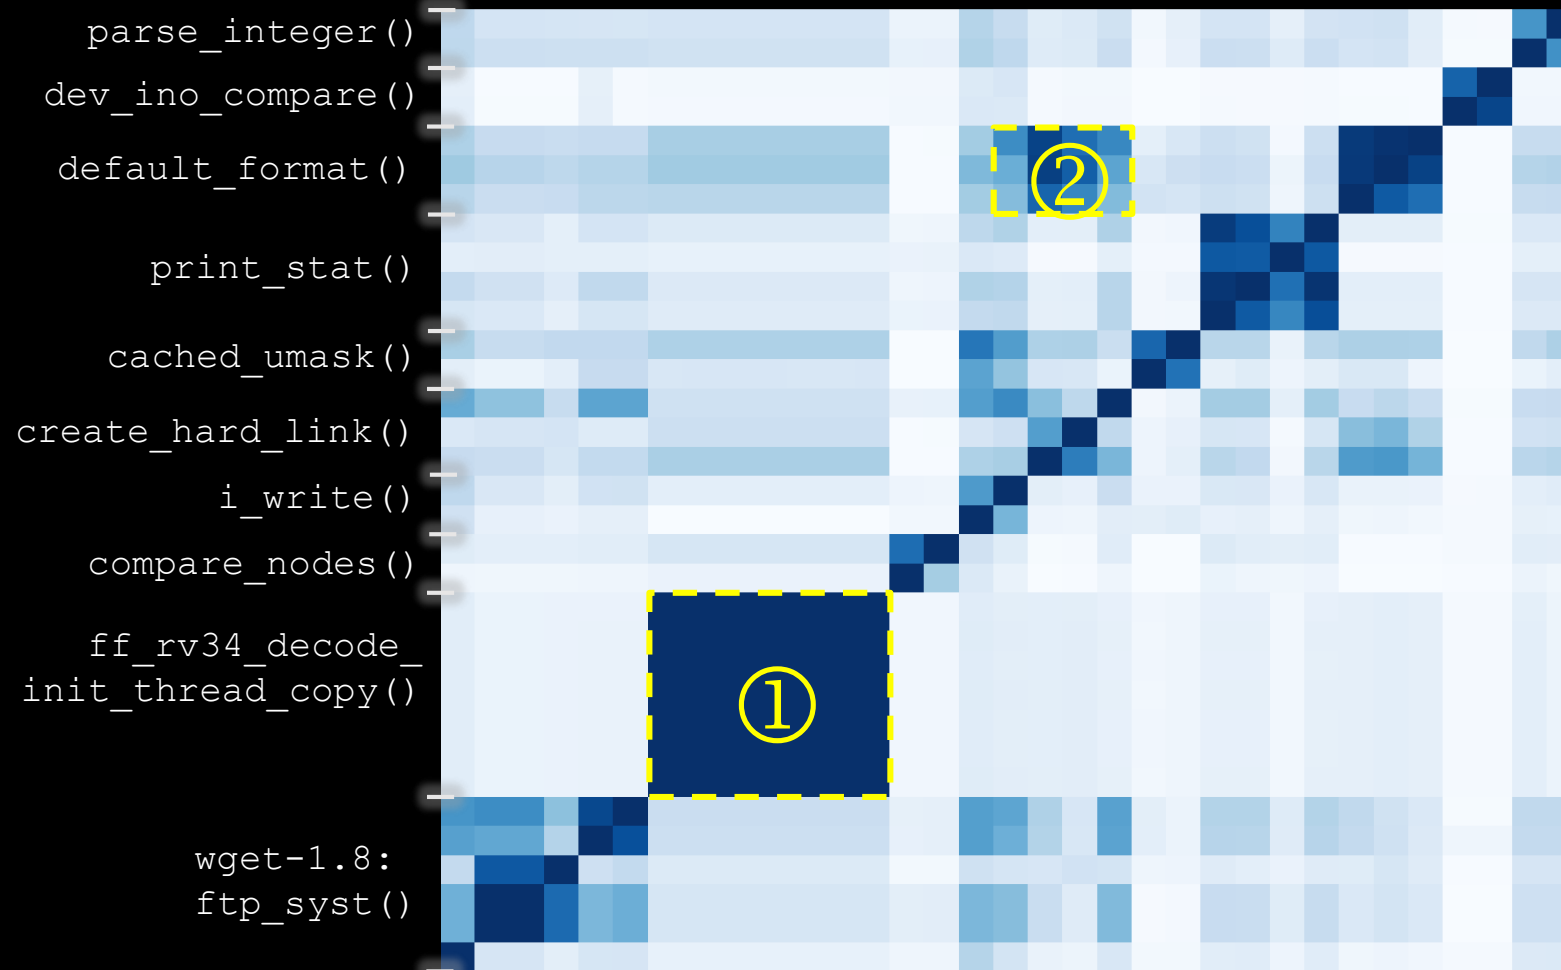 parse_integer()
dev_ino_compare()
default_format()
②
print_stat()
cached_umask()
create_hard_link()
i_write()
compare_nodes()
ff_rv34_decode_
init_thread_copy()
①
wget-1.8:
ftp_syst()